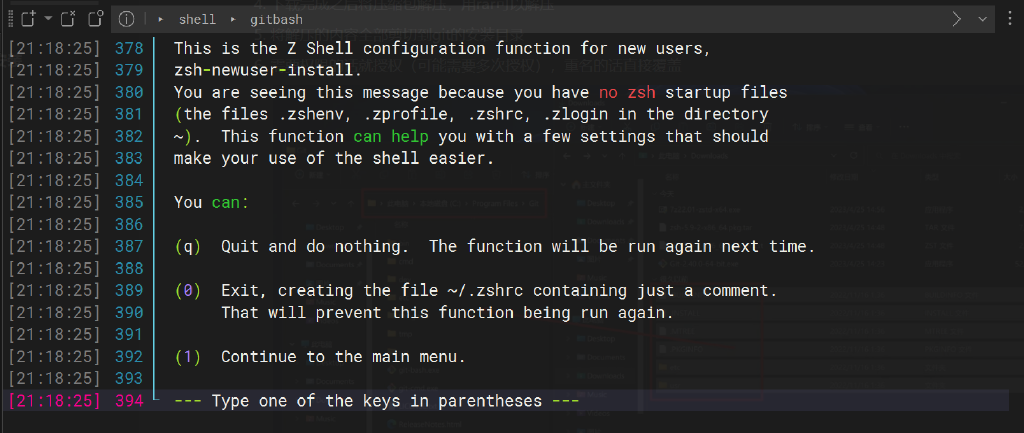 shell ▸ gitbash
[21:18:25] 378 This is the Z Shell configuration function for new users,
[21:18:25] 379 zsh-newuser-install.
[21:18:25] 380 You are seeing this message because you have no zsh startup files
[21:18:25] 381 (the files .zshenv, .zprofile, .zshrc, .zlogin in the directory
[21:18:25] 382 ~).  This function can help you with a few settings that should
[21:18:25] 383 make your use of the shell easier.
[21:18:25] 384
[21:18:25] 385 You can:
[21:18:25] 386
[21:18:25] 387 (q)  Quit and do nothing.  The function will be run again next time.
[21:18:25] 388
[21:18:25] 389 (0)  Exit, creating the file ~/.zshrc containing just a comment.
[21:18:25] 390      That will prevent this function being run again.
[21:18:25] 391
[21:18:25] 392 (1)  Continue to the main menu.
[21:18:25] 393
[21:18:25] 394 --- Type one of the keys in parentheses ---